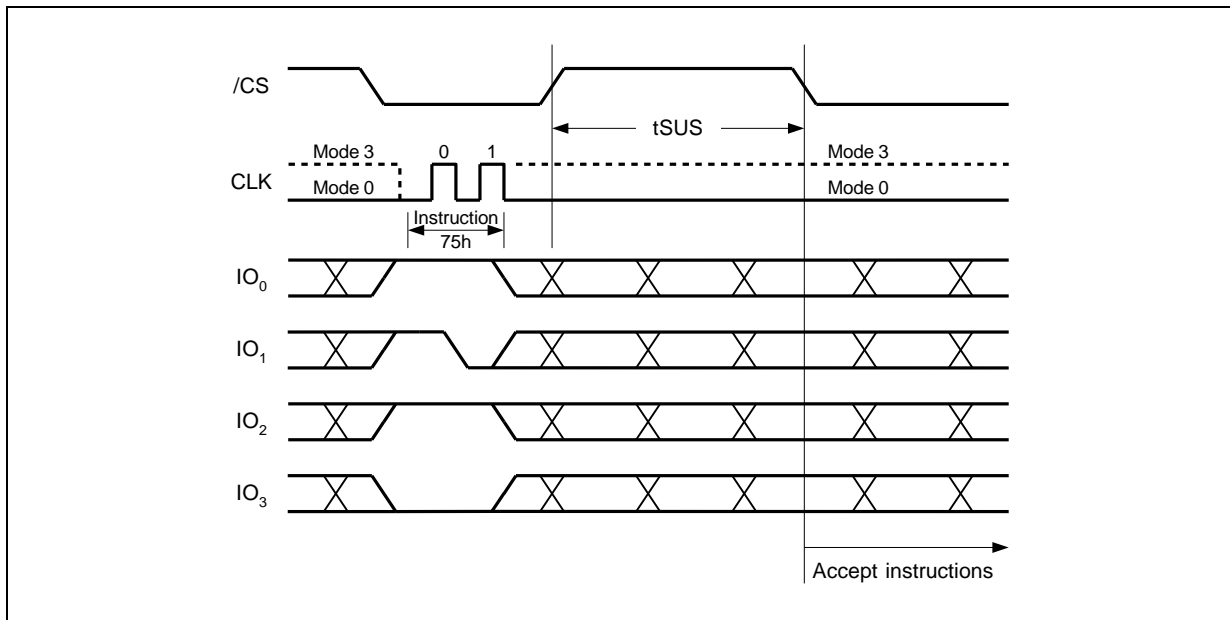 /CS
tSUS
Mode 3 0 1 Mode 3
CLK
Mode 0 Mode 0
Instruction
75h
IO0
IO1
IO2
IO3
Accept instructions